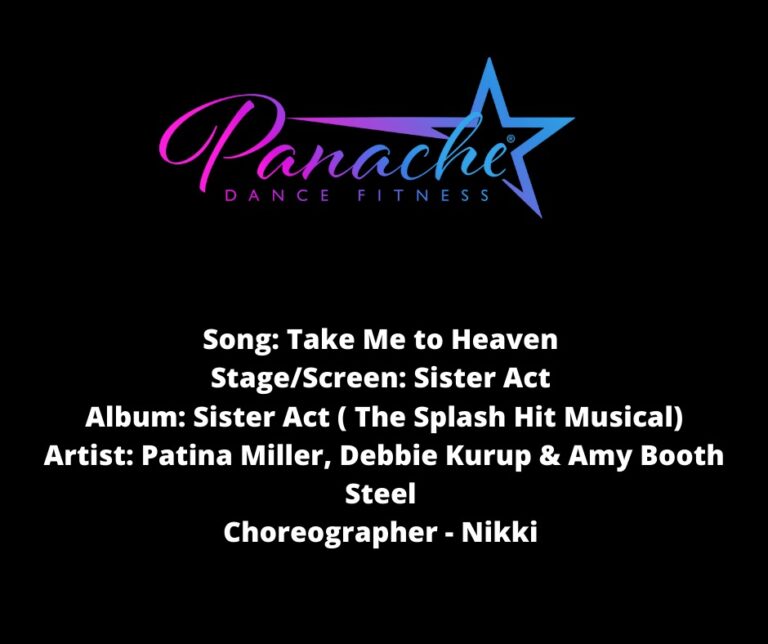 Panache®
DANCE FITNESS
Song: Take Me to Heaven
Stage/Screen: Sister Act
Album: Sister Act ( The Splash Hit Musical)
Artist: Patina Miller, Debbie Kurup & Amy Booth
Steel
Choreographer - Nikki